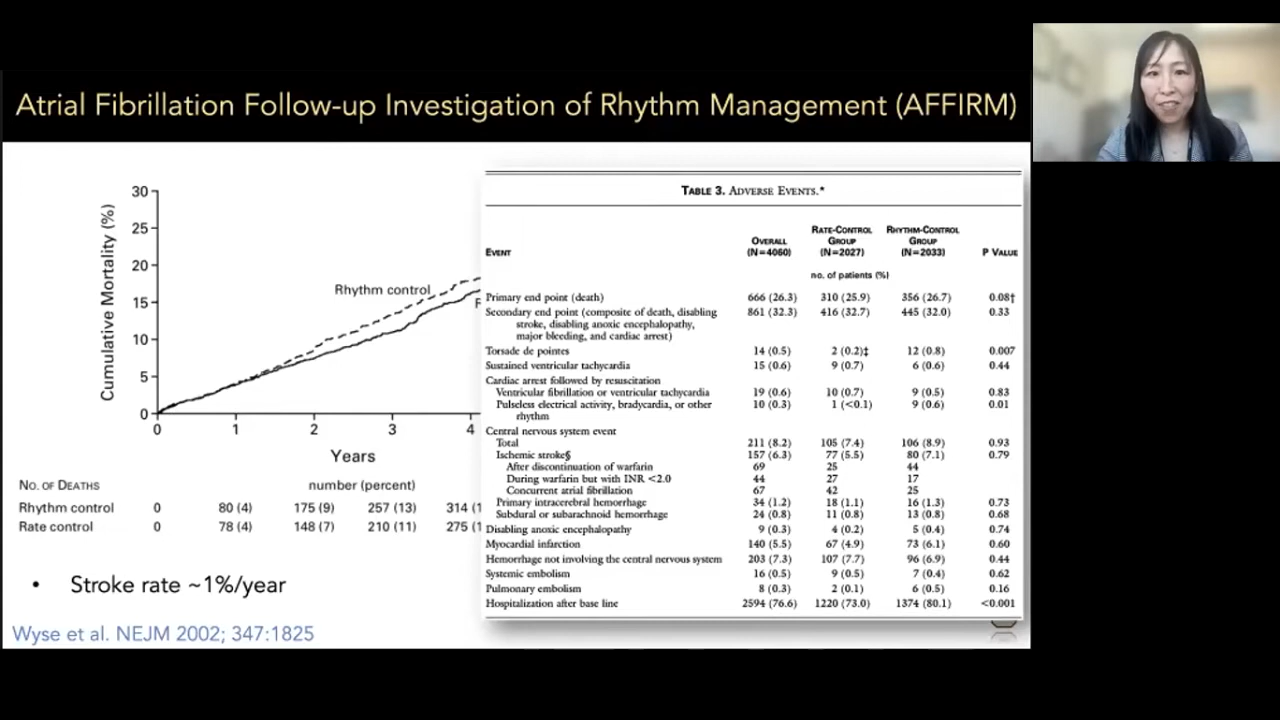 Atrial Fibrillation Follow-up Investigation of Rhythm Management (AFFIRM)
Cumulative Mortality (%)
30
25
20
15
10
5
0
Rhythm control
0 1 2 3 4
Years
NO. OF DEATHS number (percent)
Rhythm control 0 80 (4) 175 (9) 257 (13) 314 (1
Rate control 0 78 (4) 148 (7) 210 (11) 275 (1
• Stroke rate ~1%/year
Wyse et al. NEJM 2002; 347:1825
TABLE 3. ADVERSE EVENTS.*
EVENT OVERALL (N=4060) RATE-CONTROL GROUP (N=2027) RHYTHM-CONTROL GROUP (N=2033) P VALUE
no. of patients (%)
Primary end point (death) 666 (26.3) 310 (25.9) 356 (26.7) 0.08†
Secondary end point (composite of death, disabling 861 (32.3) 416 (32.7) 445 (32.0) 0.33
stroke, disabling anoxic encephalopathy,
major bleeding, and cardiac arrest)
Torsade de pointes 14 (0.5) 2 (0.2)‡ 12 (0.8) 0.007
Sustained ventricular tachycardia 15 (0.6) 9 (0.7) 6 (0.6) 0.44
Cardiac arrest followed by resuscitation
Ventricular fibrillation or ventricular tachycardia 19 (0.6) 10 (0.7) 9 (0.5) 0.83
Pulseless electrical activity, bradycardia, or other 10 (0.3) 1 (<0.1) 9 (0.6) 0.01
rhythm
Central nervous system event
Total 211 (8.2) 105 (7.4) 106 (8.9) 0.93
Ischemic stroke§ 157 (6.3) 77 (5.5) 80 (7.1) 0.79
After discontinuation of warfarin 69 25 44
During warfarin but with INR <2.0 44 27 17
Concurrent atrial fibrillation 67 42 25
Primary intracerebral hemorrhage 34 (1.2) 18 (1.1) 16 (1.3) 0.73
Subdural or subarachnoid hemorrhage 24 (0.8) 11 (0.8) 13 (0.8) 0.68
Disabling anoxic encephalopathy 9 (0.3) 4 (0.2) 5 (0.4) 0.74
Myocardial infarction 140 (5.5) 67 (4.9) 73 (6.1) 0.60
Hemorrhage not involving the central nervous system 203 (7.3) 107 (7.7) 96 (6.9) 0.44
Systemic embolism 16 (0.5) 9 (0.5) 7 (0.4) 0.62
Pulmonary embolism 8 (0.3) 2 (0.1) 6 (0.5) 0.16
Hospitalization after base line 2594 (76.6) 1220 (73.0) 1374 (80.1) <0.001